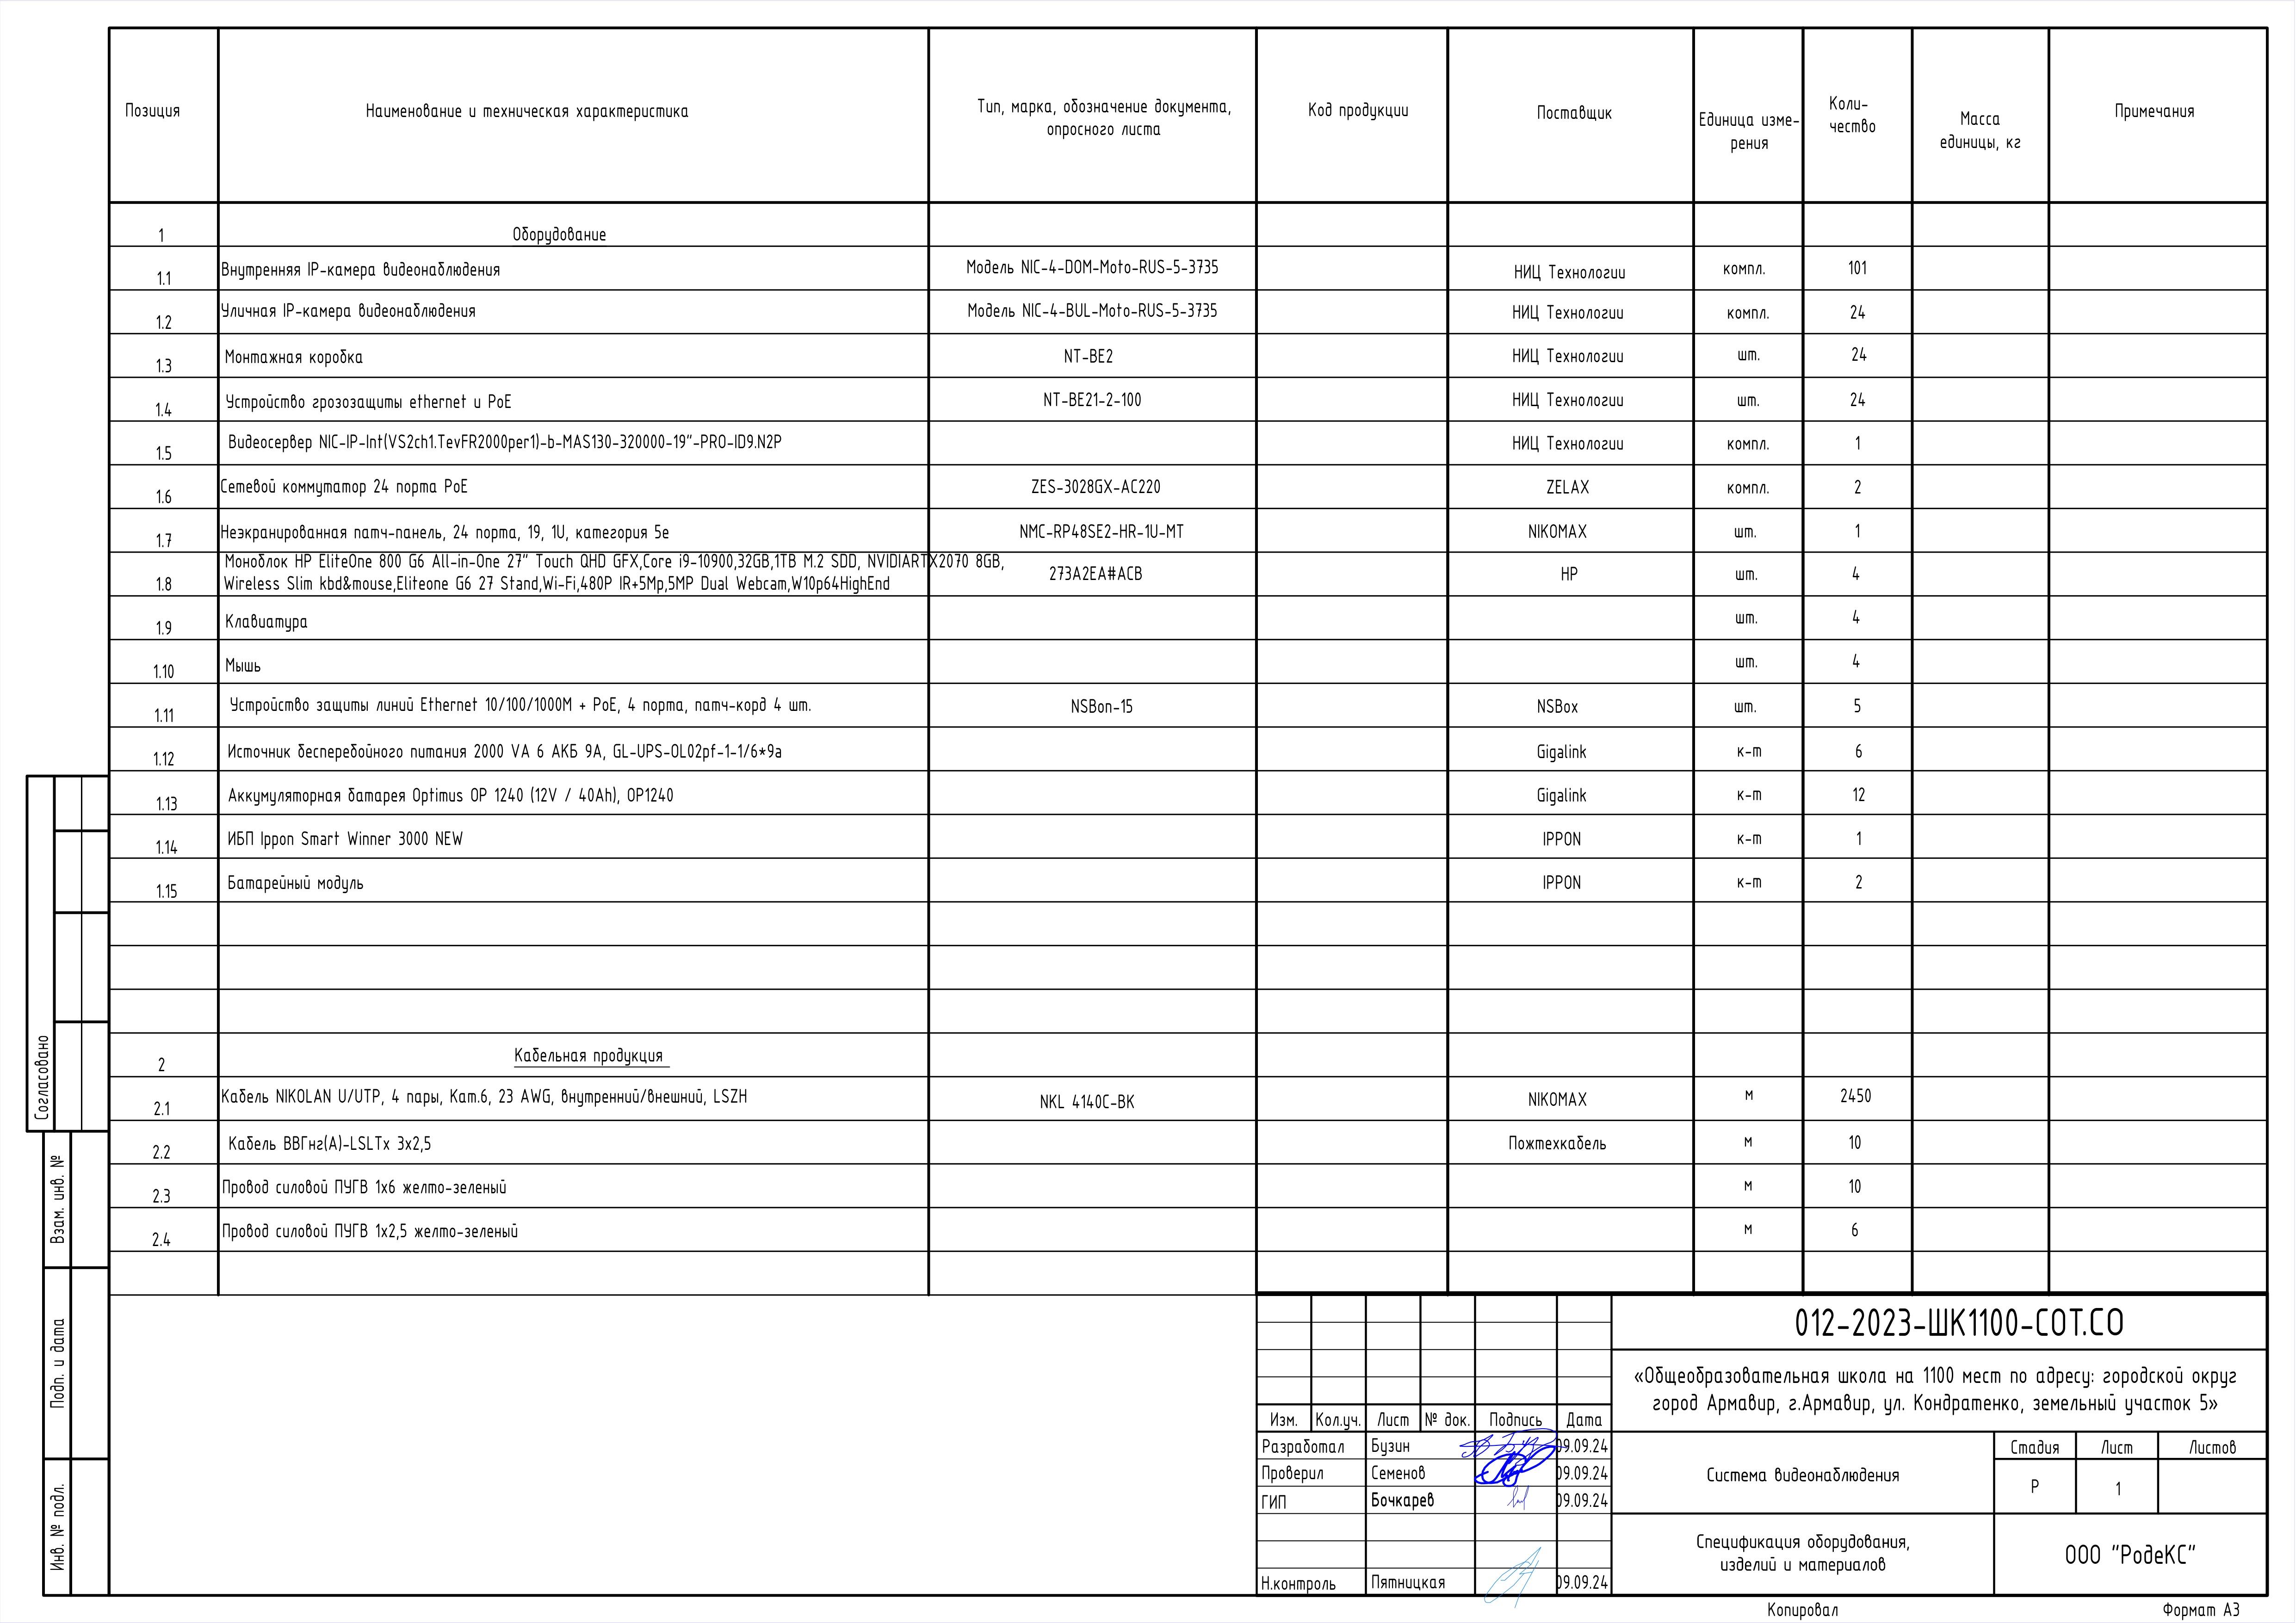 Позиция Наименование и техническая характеристика Тип, марка, обозначение документа, опросного листа Код продукции Поставщик Единица изме-рения Коли-чество Масса единицы, кг Примечания
1 Оборудование
1.1 Внутренняя IP-камера видеонаблюдения Модель NIC-4-DOM-Moto-RUS-5-3735 НИЦ Технологии компл. 101
1.2 Уличная IP-камера видеонаблюдения Модель NIC-4-BUL-Moto-RUS-5-3735 НИЦ Технологии компл. 24
1.3 Монтажная коробка NT-BE2 НИЦ Технологии шт. 24
1.4 Устройство грозозащиты ethernet и PoE NT-BE21-2-100 НИЦ Технологии шт. 24
1.5 Видеосервер NIC-IP-Int(VS2ch1.TevFR2000per1)-b-MAS130-320000-19"-PRO-ID9.N2P НИЦ Технологии компл. 1
1.6 Сетевой коммутатор 24 порта PoE ZES-3028GX-AC220 ZELAX компл. 2
1.7 Неэкранированная патч-панель, 24 порта, 19, 1U, категория 5e NMC-RP48SE2-HR-1U-MT NIKOMAX шт. 1
Моноблок HP EliteOne 800 G6 All-in-One 27" Touch QHD GFX,Core i9-10900,32GB,1TB M.2 SDD, NVIDIARTX2070 8GB,
1.8 Wireless Slim kbd&mouse,Eliteone G6 27 Stand,Wi-Fi,480P IR+5Mp,5MP Dual Webcam,W10p64HighEnd 273A2EA#ACB HP шт. 4
1.9 Клавиатура шт. 4
1.10 Мышь шт. 4
1.11 Устройство защиты линий Ethernet 10/100/1000М + PoE, 4 порта, патч-корд 4 шт. NSBon-15 NSBox шт. 5
1.12 Источник бесперебойного питания 2000 VA 6 АКБ 9А, GL-UPS-OL02pf-1-1/6*9a Gigalink к-т 6
1.13 Аккумуляторная батарея Optimus OP 1240 (12V / 40Ah), OP1240 Gigalink к-т 12
1.14 ИБП Ippon Smart Winner 3000 NEW IPPON к-т 1
1.15 Батарейный модуль IPPON к-т 2
2 Кабельная продукция
2.1 Кабель NIKOLAN U/UTP, 4 пары, Кат.6, 23 AWG, внутренний/внешний, LSZH NKL 4140C-BK NIKOMAX м 2450
2.2 Кабель ВВГнг(А)-LSLTx 3x2,5 Пожтехкабель м 10
2.3 Провод силовой ПУГВ 1x6 желто-зеленый м 10
2.4 Провод силовой ПУГВ 1x2,5 желто-зеленый м 6
Согласовано
Взам. инв. №
Подп. и дата
Инв. № подл.
012-2023-ШК1100-СОТ.СО
«Общеобразовательная школа на 1100 мест по адресу: городской округ
город Армавир, г.Армавир, ул. Кондратенко, земельный участок 5»
Изм. Кол.уч. Лист № док. Подпись Дата
Разработал Бузин 09.09.24
Проверил Семенов 09.09.24
ГИП Бочкарев 09.09.24
Н.контроль Пятницкая 09.09.24
Система видеонаблюдения
Стадия Лист Листов
Р 1
Спецификация оборудования,
изделий и материалов
ООО "РодеКС"
Копировал Формат А3